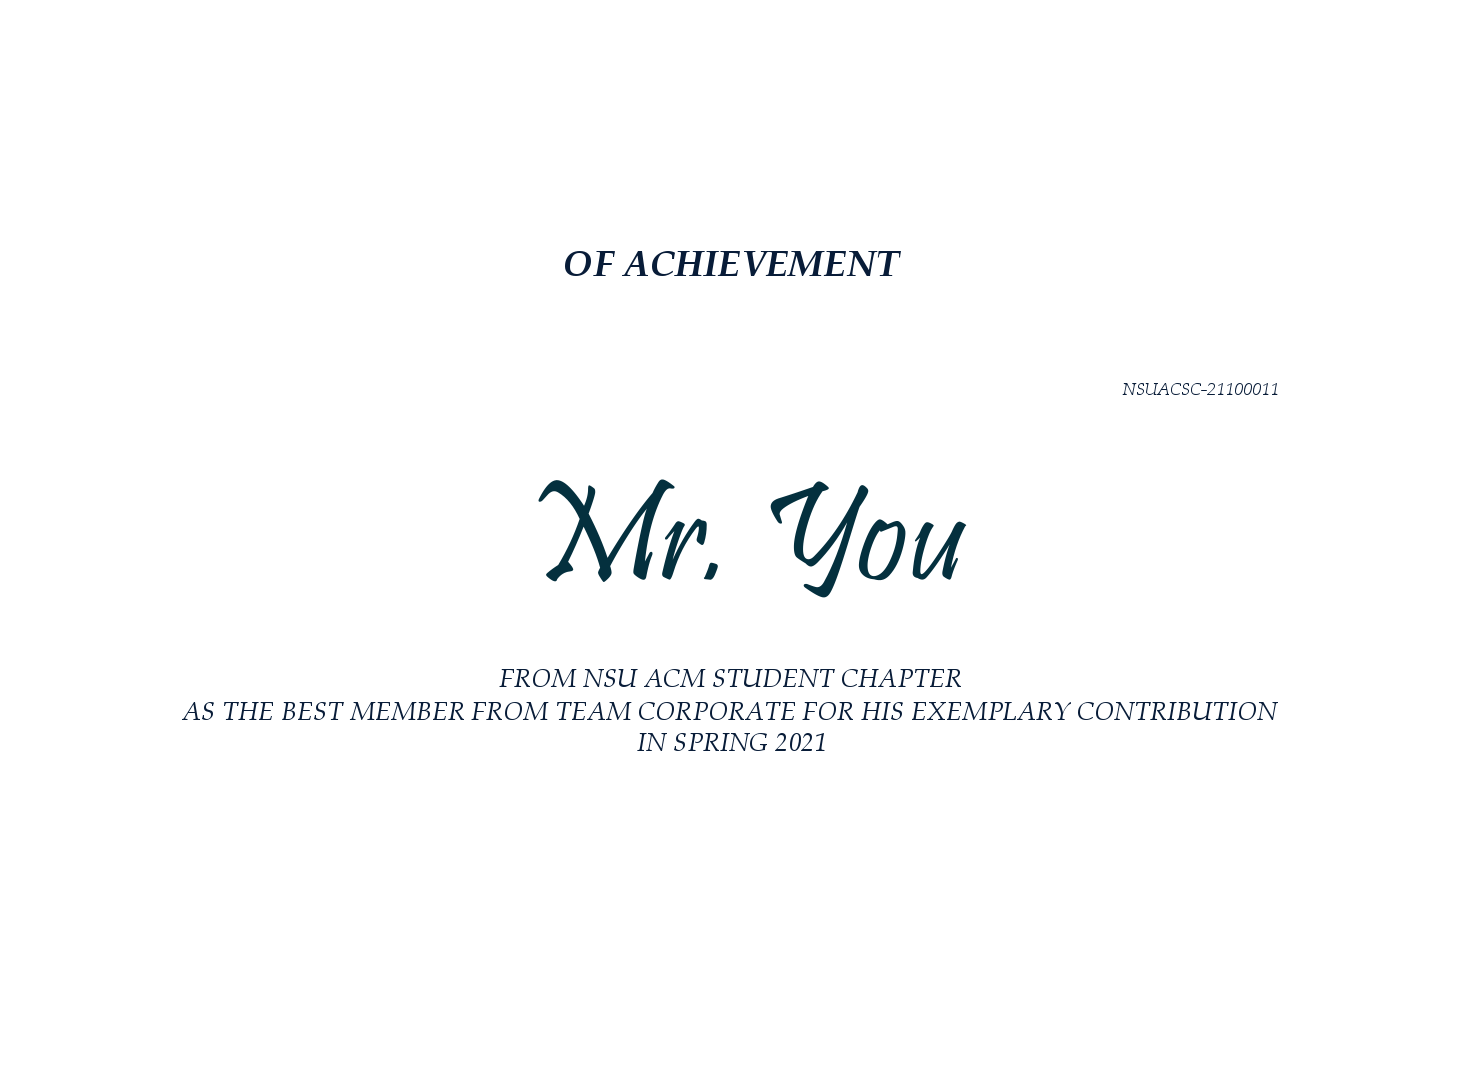 OF ACHIEVEMENT
NSUACSC-21100011
Mr. You
FROM NSU ACM STUDENT CHAPTER
AS THE BEST MEMBER FROM TEAM CORPORATE FOR HIS EXEMPLARY CONTRIBUTION
IN SPRING 2021